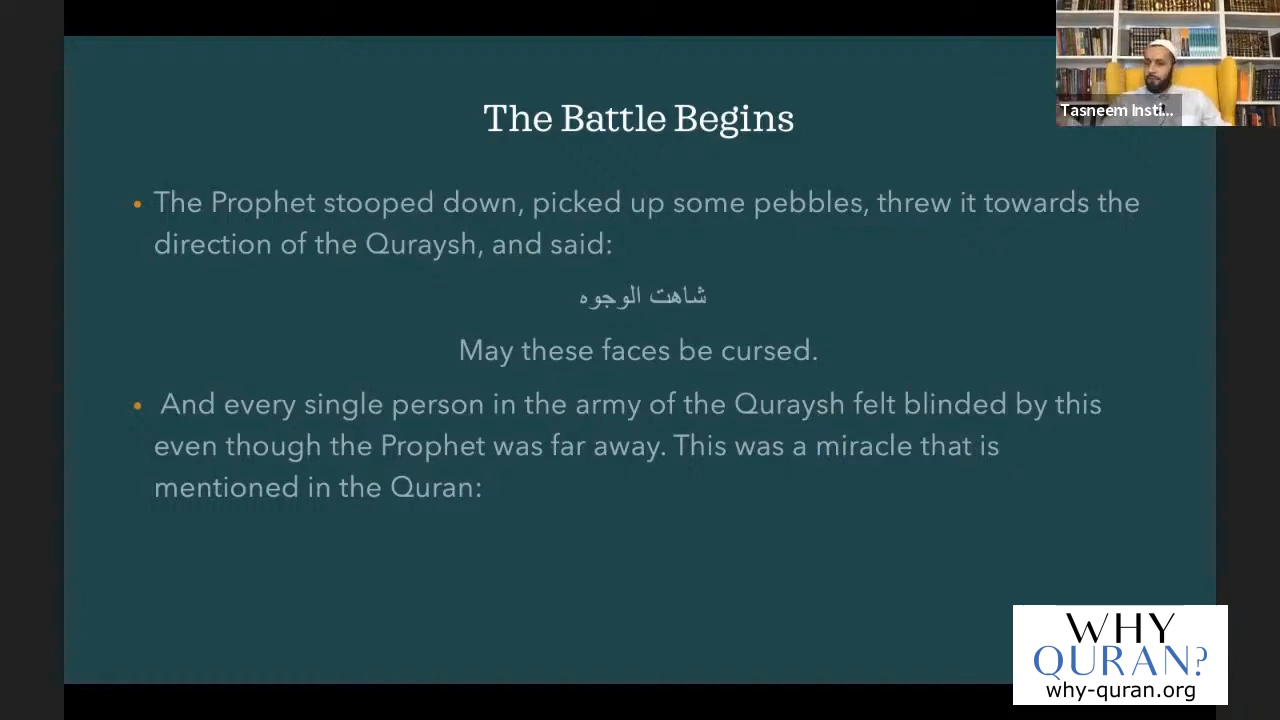 The Battle Begins
Tasneem Insti...
• The Prophet stooped down, picked up some pebbles, threw it towards the
direction of the Quraysh, and said:
شاهت الوجوه
May these faces be cursed.
• And every single person in the army of the Quraysh felt blinded by this
even though the Prophet was far away. This was a miracle that is
mentioned in the Quran:
WHY
QURAN?
why-quran.org